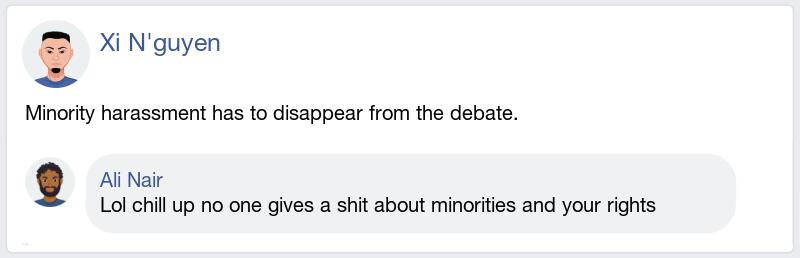 Xi N'guyen
Minority harassment has to disappear from the debate.
Ali Nair
Lol chill up no one gives a shit about minorities and your rights